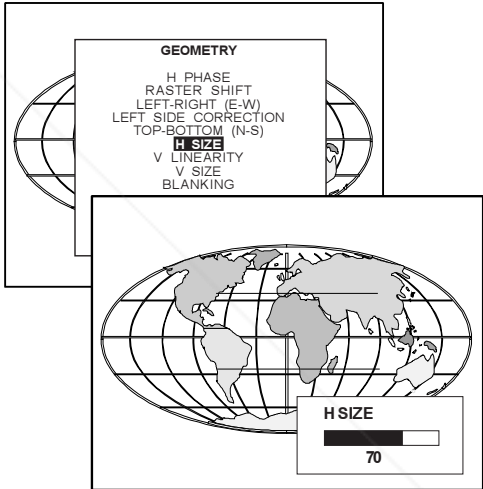 GEOMETRY
H PHASE
RASTER SHIFT
LEFT-RIGHT (E-W)
LEFT SIDE CORRECTION
TOP-BOTTOM (N-S)
H SIZE
V LINEARITY
V SIZE
BLANKING
H SIZE
70